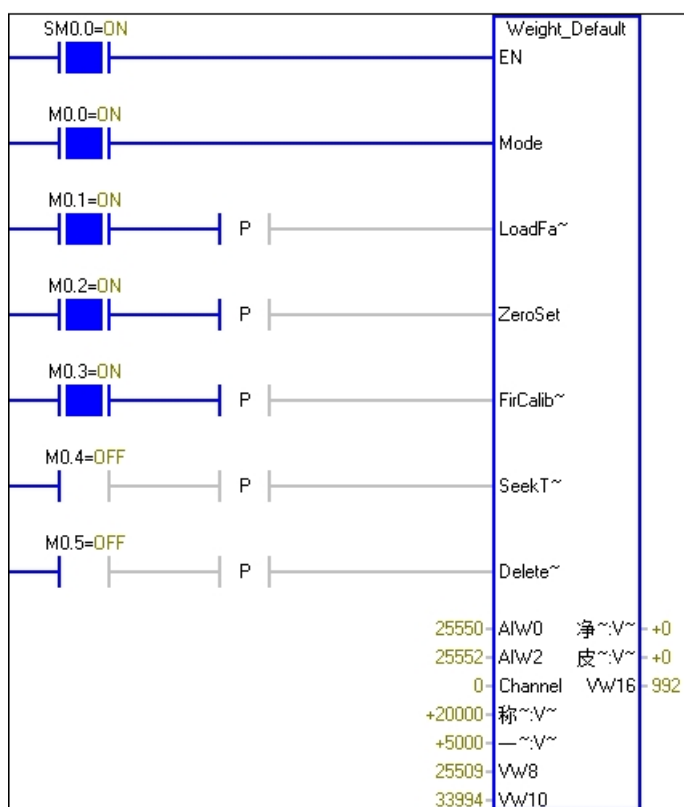 SM0.0=ON Weight_Default
EN
M0.0=ON
Mode
M0.1=ON
P LoadFa~
M0.2=ON
P ZeroSet
M0.3=ON
P FirCalib~
M0.4=OFF
P SeekT~
M0.5=OFF
P Delete~
25550 AIW0 净~:V~ +0
25552 AIW2 皮~:V~ +0
0 Channel VW16 992
+20000 称~:V~
+5000 一~:V~
25509 VW8
33994 VW10